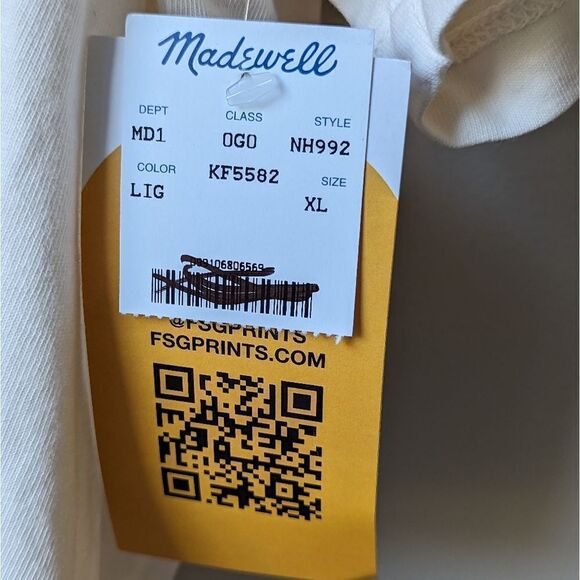 Madewell
DEPT CLASS STYLE
MD1 OGO NH992
COLOR KF5582 SIZE
LIG XL
@FSGPRINTS
FSGPRINTS.COM